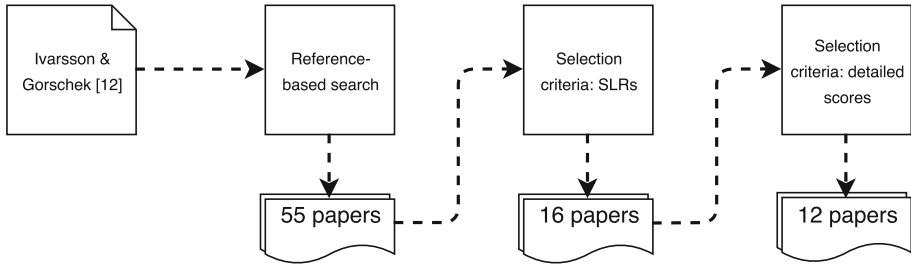 Ivarsson &
Gorschek [12]
Reference-
based search
Selection
criteria: SLRs
Selection
criteria: detailed
scores
55 papers
16 papers
12 papers